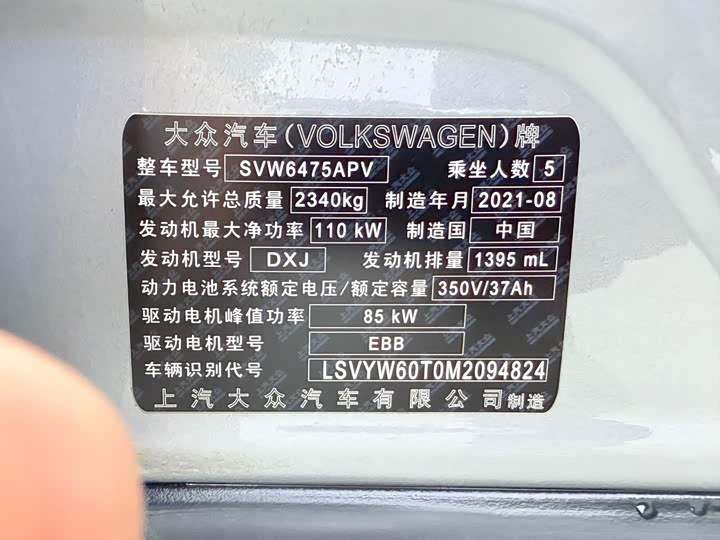 大众汽车(VOLKSWAGEN)牌
整车型号 SVW6475APV 乘坐人数 5
最大允许总质量 2340kg 制造年月 2021-08
发动机最大净功率 110 kW 制造国 中国
发动机型号 DXJ 发动机排量 1395 mL
动力电池系统额定电压/额定容量 350V/37Ah
驱动电机峰值功率 85 kW
驱动电机型号 EBB
车辆识别代号 LSVYW60T0M2094824
上汽大众汽车有限公司制造